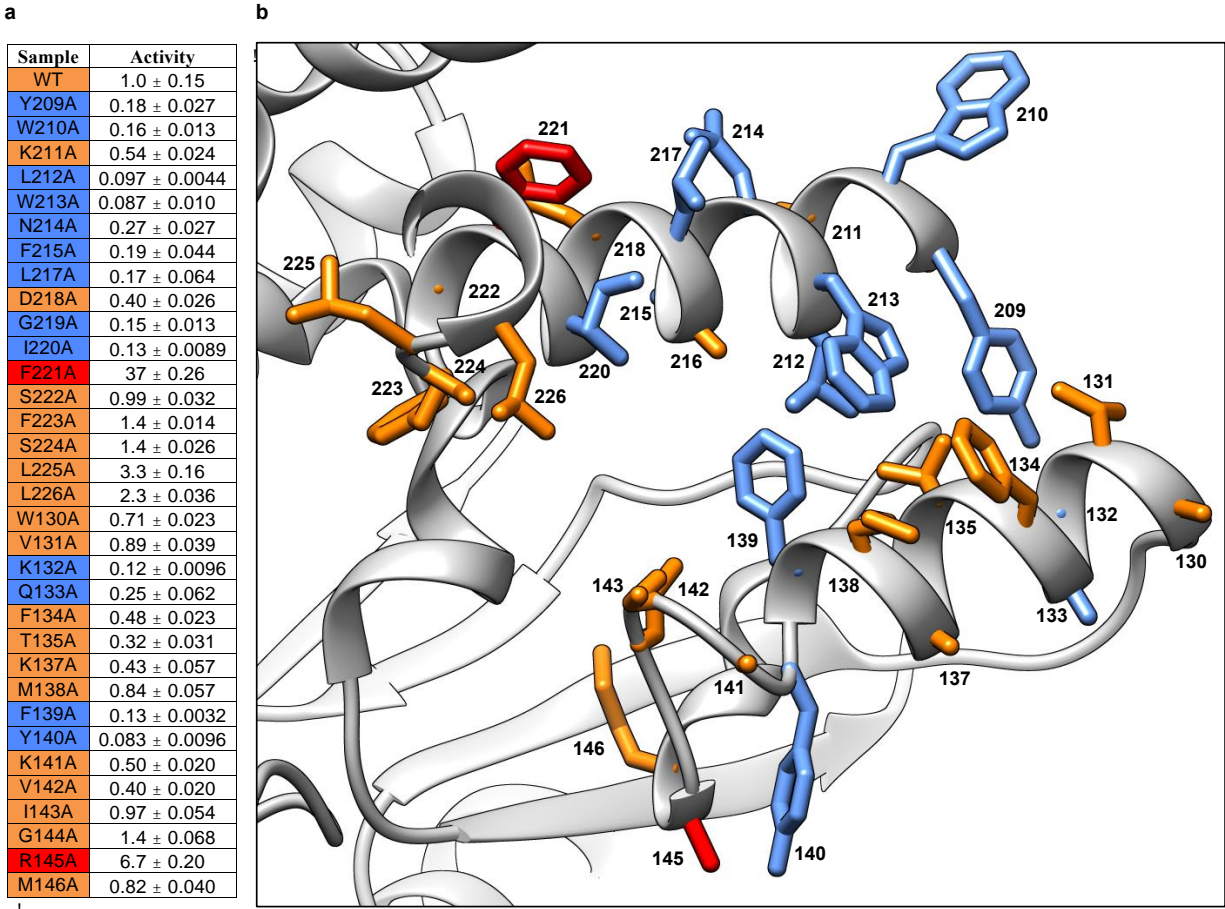 a
b
Sample Activity
WT 1.0 ± 0.15
Y209A 0.18 ± 0.027
W210A 0.16 ± 0.013
K211A 0.54 ± 0.024
L212A 0.097 ± 0.0044
W213A 0.087 ± 0.010
N214A 0.27 ± 0.027
F215A 0.19 ± 0.044
L217A 0.17 ± 0.064
D218A 0.40 ± 0.026
G219A 0.15 ± 0.013
I220A 0.13 ± 0.0089
F221A 37 ± 0.26
S222A 0.99 ± 0.032
F223A 1.4 ± 0.014
S224A 1.4 ± 0.026
L225A 3.3 ± 0.16
L226A 2.3 ± 0.036
W130A 0.71 ± 0.023
V131A 0.89 ± 0.039
K132A 0.12 ± 0.0096
Q133A 0.25 ± 0.062
F134A 0.48 ± 0.023
T135A 0.32 ± 0.031
K137A 0.43 ± 0.057
M138A 0.84 ± 0.057
F139A 0.13 ± 0.0032
Y140A 0.083 ± 0.0096
K141A 0.50 ± 0.020
V142A 0.40 ± 0.020
I143A 0.97 ± 0.054
G144A 1.4 ± 0.068
R145A 6.7 ± 0.20
M146A 0.82 ± 0.040
210
221
214
217
211
218
225
222
213
215
209
224
216
212
220
223
131
226
134
132
135
139
130
138
143
142
133
141
137
146
145
140